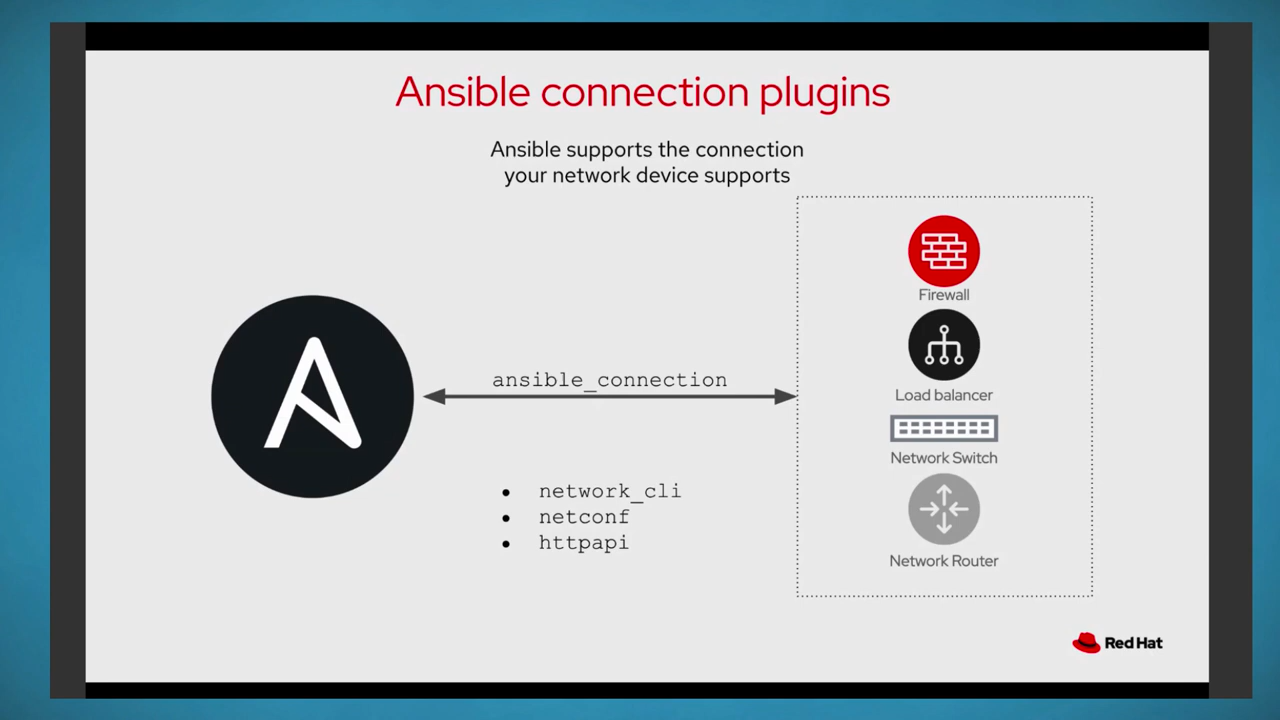 Ansible connection plugins
Ansible supports the connection
your network device supports
Firewall
Load balancer
ansible_connection
Network Switch
• network_cli
• netconf
• httpapi
Network Router
Red Hat